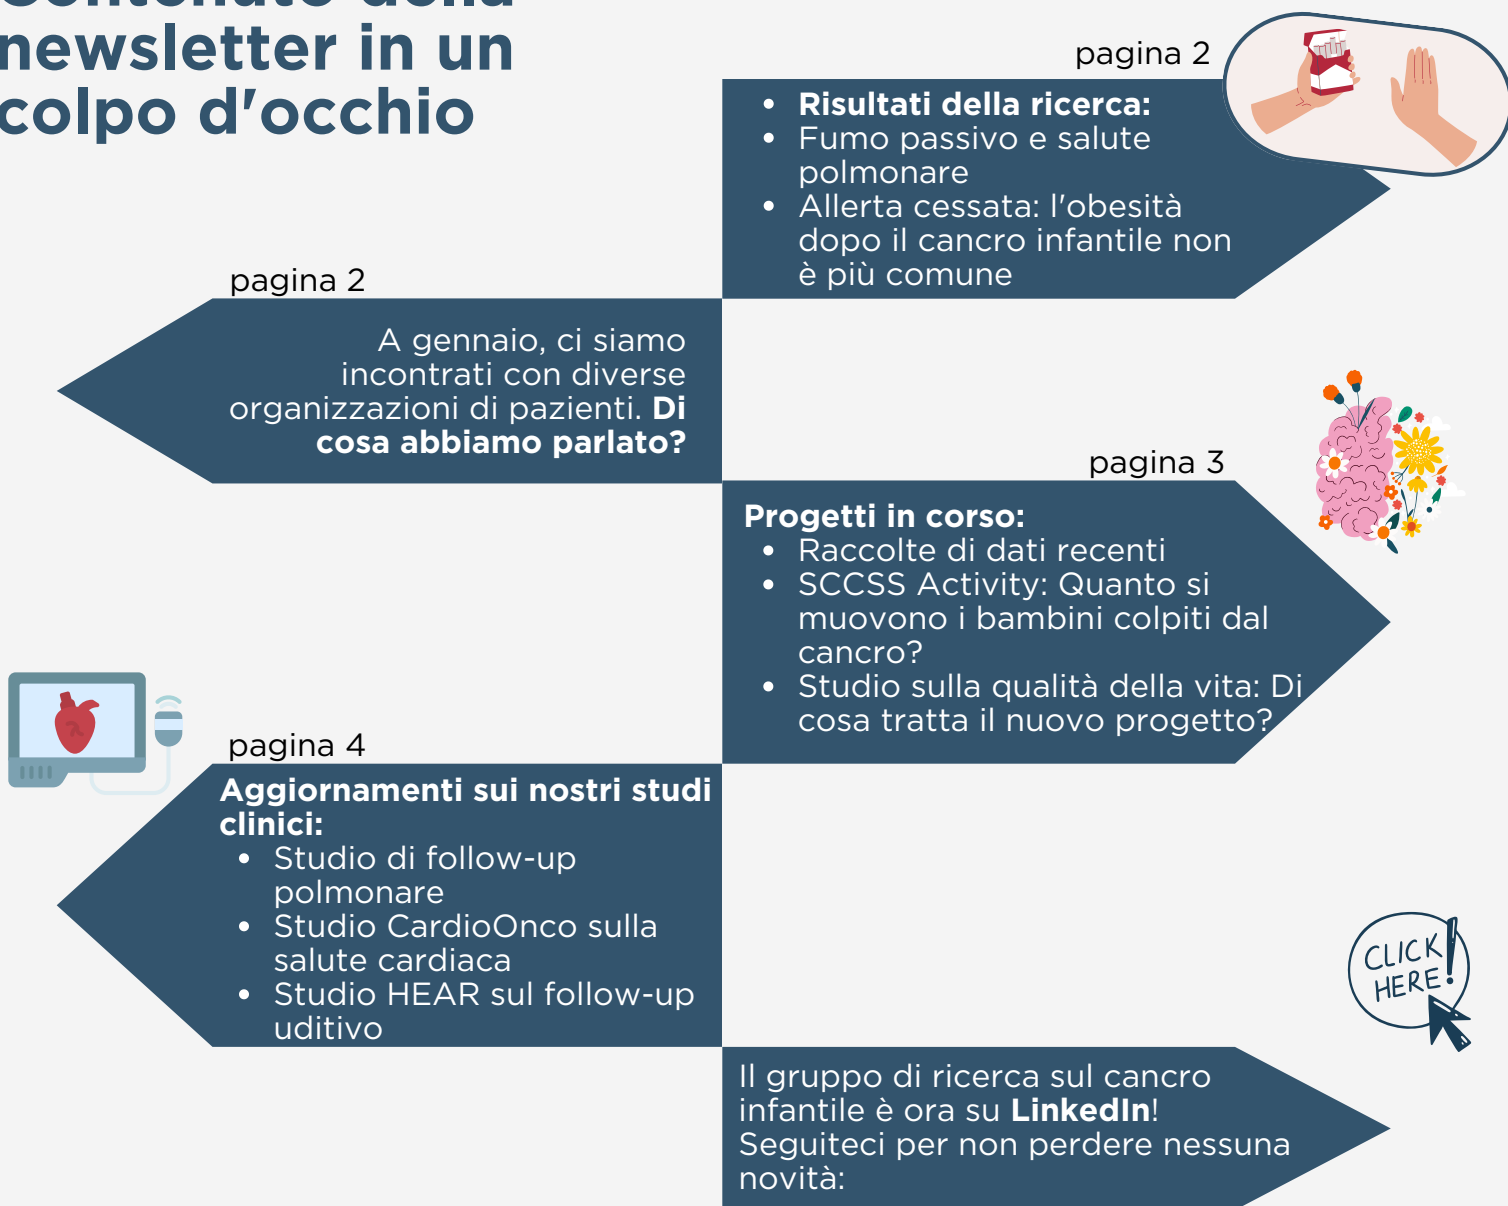 Contenuto della
newsletter in un
colpo d'occhio
pagina 2
• Risultati della ricerca:
• Fumo passivo e salute
polmonare
• Allerta cessata: l'obesità
dopo il cancro infantile non
è più comune
pagina 2
A gennaio, ci siamo
incontrati con diverse
organizzazioni di pazienti. Di
cosa abbiamo parlato?
pagina 3
Progetti in corso:
• Raccolte di dati recenti
• SCCSS Activity: Quanto si
muovono i bambini colpiti dal
cancro?
• Studio sulla qualità della vita: Di
cosa tratta il nuovo progetto?
pagina 4
Aggiornamenti sui nostri studi
clinici:
• Studio di follow-up
polmonare
• Studio CardioOnco sulla
salute cardiaca
• Studio HEAR sul follow-up
uditivo
CLICK
HERE!
Il gruppo di ricerca sul cancro
infantile è ora su LinkedIn!
Seguiteci per non perdere nessuna
novità: